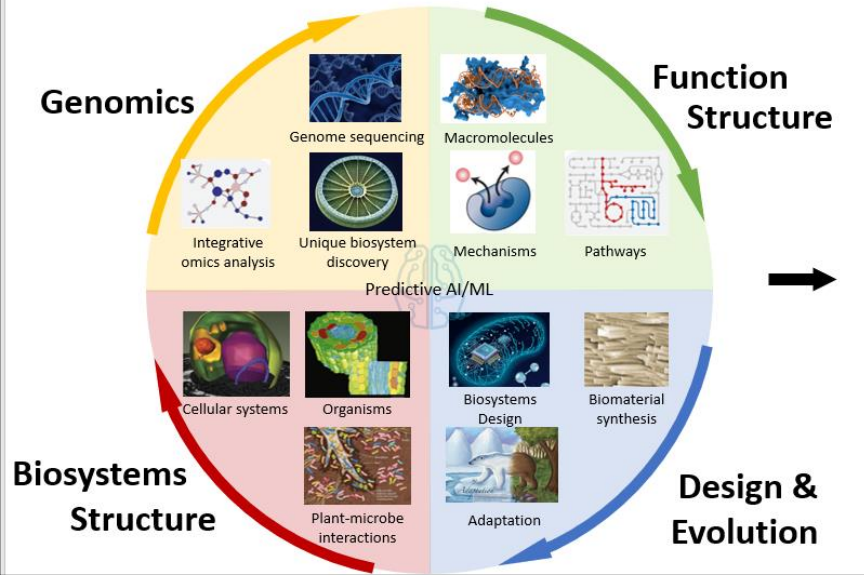 Genomics
Genome sequencing
Integrative
omics analysis
Unique biosystem
discovery
Function
Structure
Macromolecules
Mechanisms
Pathways
Predictive AI/ML
Cellular systems
Organisms
Plant-microbe
interactions
Biosystems
Structure
Biosystems
Design
Biomaterial
synthesis
Adaptation
Adaptation
Design &
Evolution